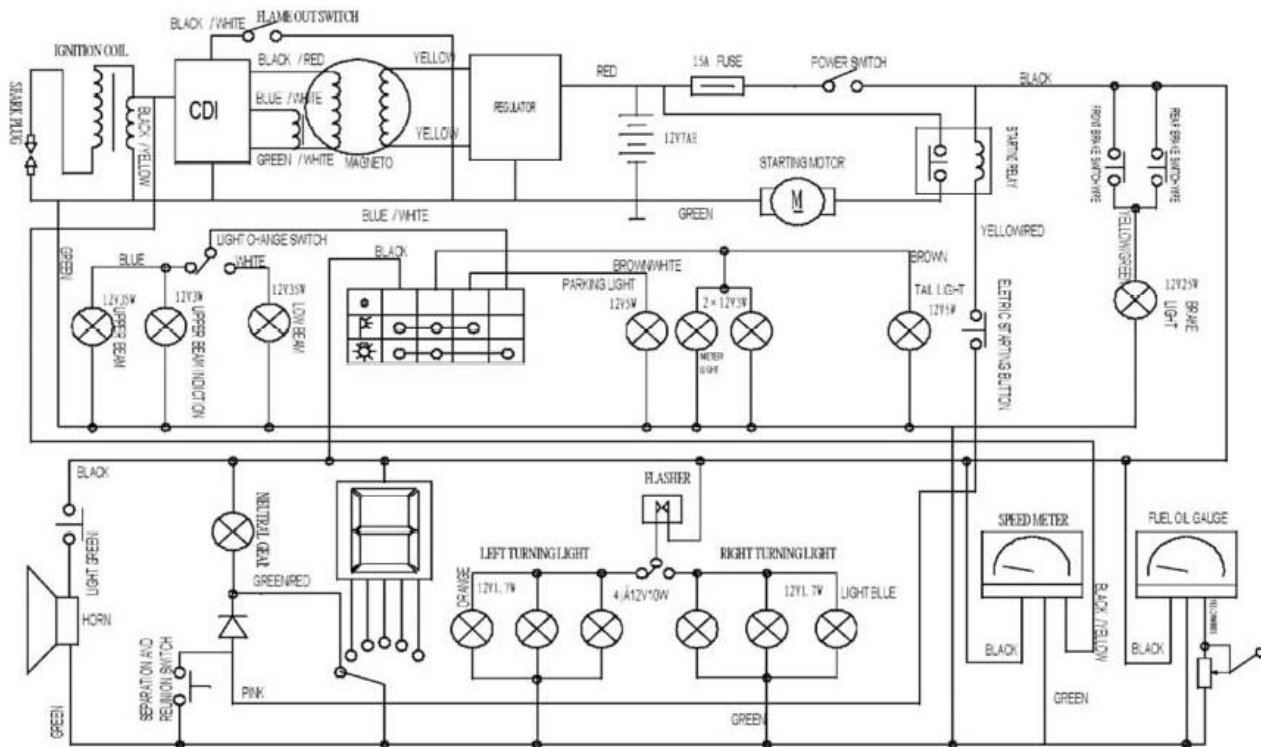 BLACK / WHITE
FLAME OUT SWITCH
IGNITION COIL
BLACK / RED
YELLOW
RED
15A FUSE
POWER SWITCH
BLACK
SPARK PLUG
CDI
BLUE / WHITE
REGULATOR
BLACK / YELLOW
GREEN / WHITE
MAGNETO
YELLOW
12V7AH
STARTING MOTOR
M
STARTING RELAY
FRONT BRAKE SWITCH WIRE
REAR BRAKE SWITCH WIRE
GREEN
BLUE / WHITE
GREEN
YELLOW/RED
YELLOW/GREEN
LIGHT CHANGE SWITCH
BLUE
WHITE
BLACK
BROWN/WHITE
BROWN
PARKING LIGHT
TAIL LIGHT
12V35W
UPPER BEAM
12V3W
UPPER BEAM INDICTION
12V35W
LOW BEAM
12V5W
2×12V3W
METER
LIGHT
12V5W
ELETRIC STARTING BUTTON
12V25W
BRAKE
LIGHT
BLACK
FLASHER
SPEED METER
FUEL OIL GAUGE
LIGHT GREEN
NEUTRAL GEAR
LEFT TURNING LIGHT
RIGHT TURNING LIGHT
HORN
GREEN/RED
ORANGE
12V1.7W
4¡Á12V10W
12V1.7W
LIGHT BLUE
BLACK
BLACK / YELLOW
BLACK
SEPARATION AND
REUNION SWITCH
PINK
GREEN
GREEN
GREEN